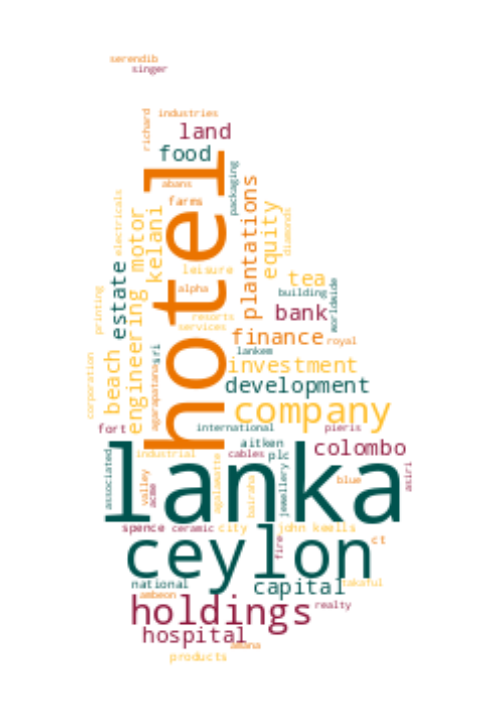 serendib
singer
industries
richard
land
food
packaging
abans
hotel
farms
plantations
equity
diamonds
electricals
motor
kelani
leisure
tea
alpha
building
worldwide
estate
printing
engineering
beach
resorts
services
bank
finance
royal
sri
lankem
investment
development
corporation
agarapatana
company
fort
international
pieris
aitken
colombo
associated
industrial
cables
plc
lanka
asiri
valley
acme
agalawatte
bairaha
jewellery
blue
spence
ceramic
city
john keells
fire
ct
ceylon
national
capital
takaful
ambeon
holdings
realty
hospital
amana
products